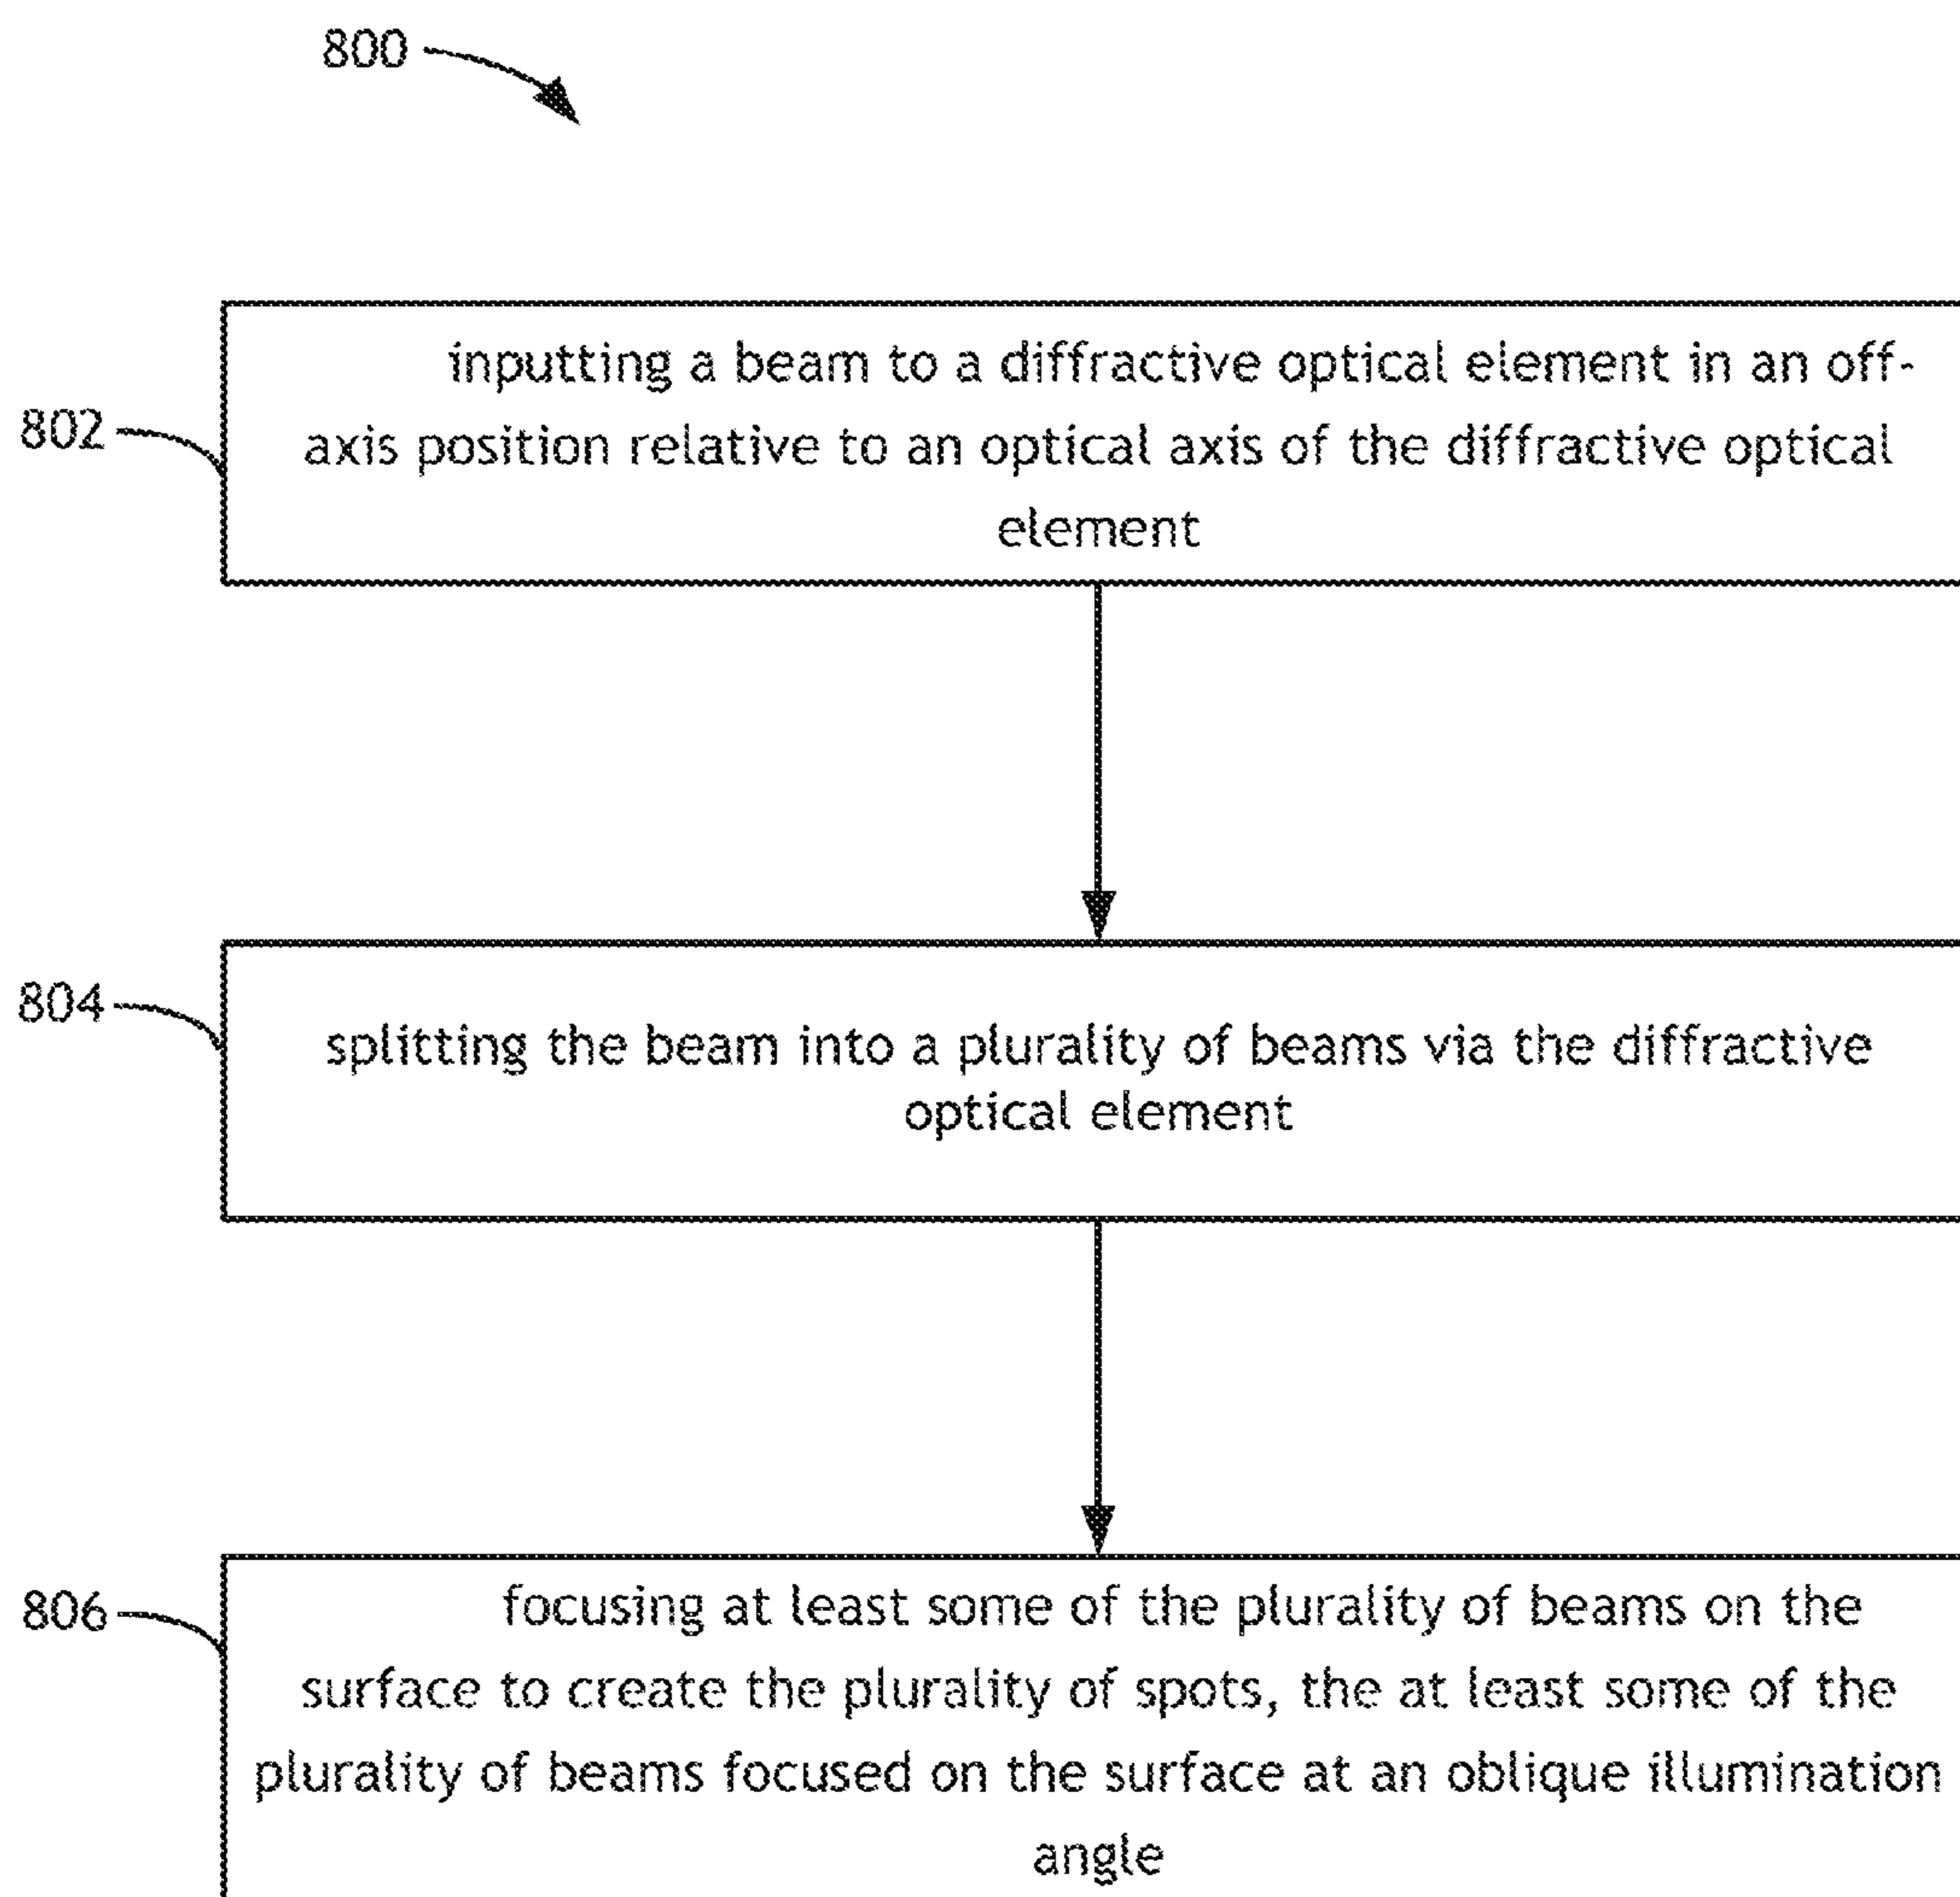 800
802
inputting a beam to a diffractive optical element in an off-
axis position relative to an optical axis of the diffractive optical
element
804
splitting the beam into a plurality of beams via the diffractive
optical element
806
focusing at least some of the plurality of beams on the
surface to create the plurality of spots, the at least some of the
plurality of beams focused on the surface at an oblique illumination
angle